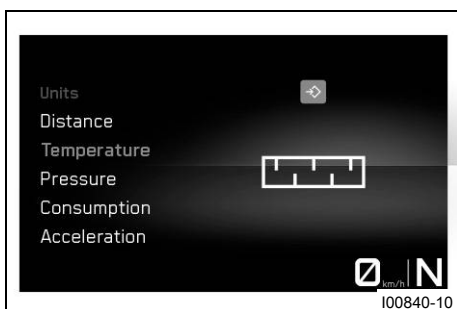 Units
Distance
Temperature
Pressure
Consumption
Acceleration
0 km/h N
I00840-10